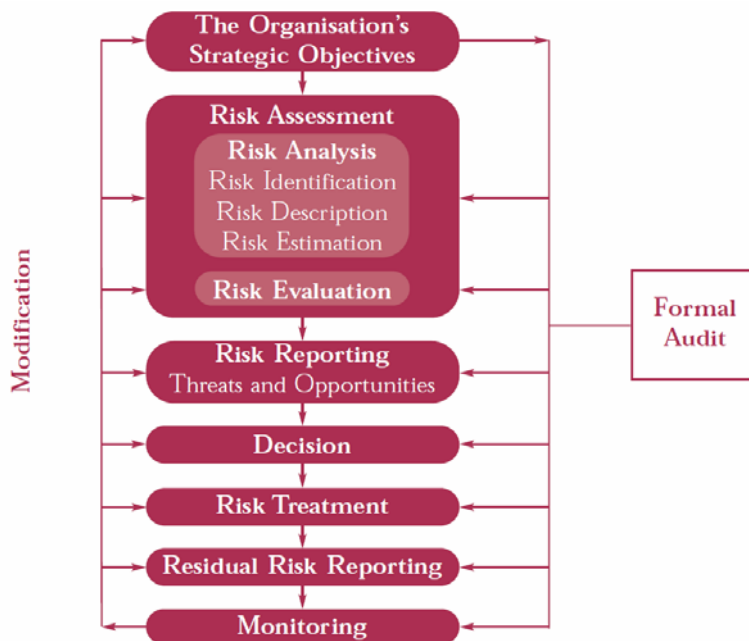 The Organisation's
Strategic Objectives
Risk Assessment
Risk Analysis
Risk Identification
Risk Description
Risk Estimation
Risk Evaluation
Risk Reporting
Threats and Opportunities
Decision
Risk Treatment
Residual Risk Reporting
Monitoring
Modification
Formal
Audit